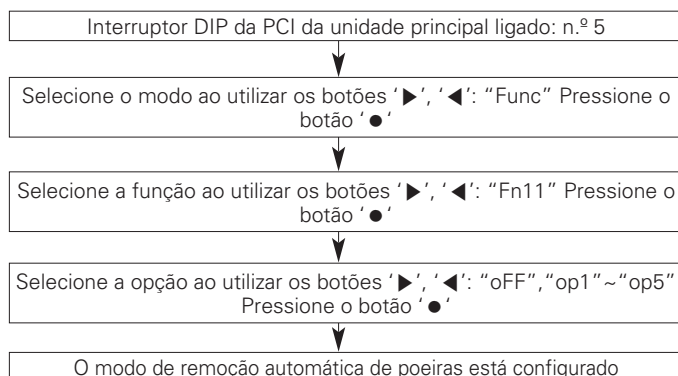 Interruptor DIP da PCI da unidade principal ligado: n.º 5
Selecione o modo ao utilizar os botões ‘▶’, ‘◀’: “Func” Pressione o
botão ‘●‘
Selecione a função ao utilizar os botões ‘▶’, ‘◀’: “Fn11” Pressione o
botão ‘●‘
Selecione a opção ao utilizar os botões ‘▶’, ‘◀’: “oFF”,“op1”~“op5”
Pressione o botão ‘●‘
O modo de remoção automática de poeiras está configurado